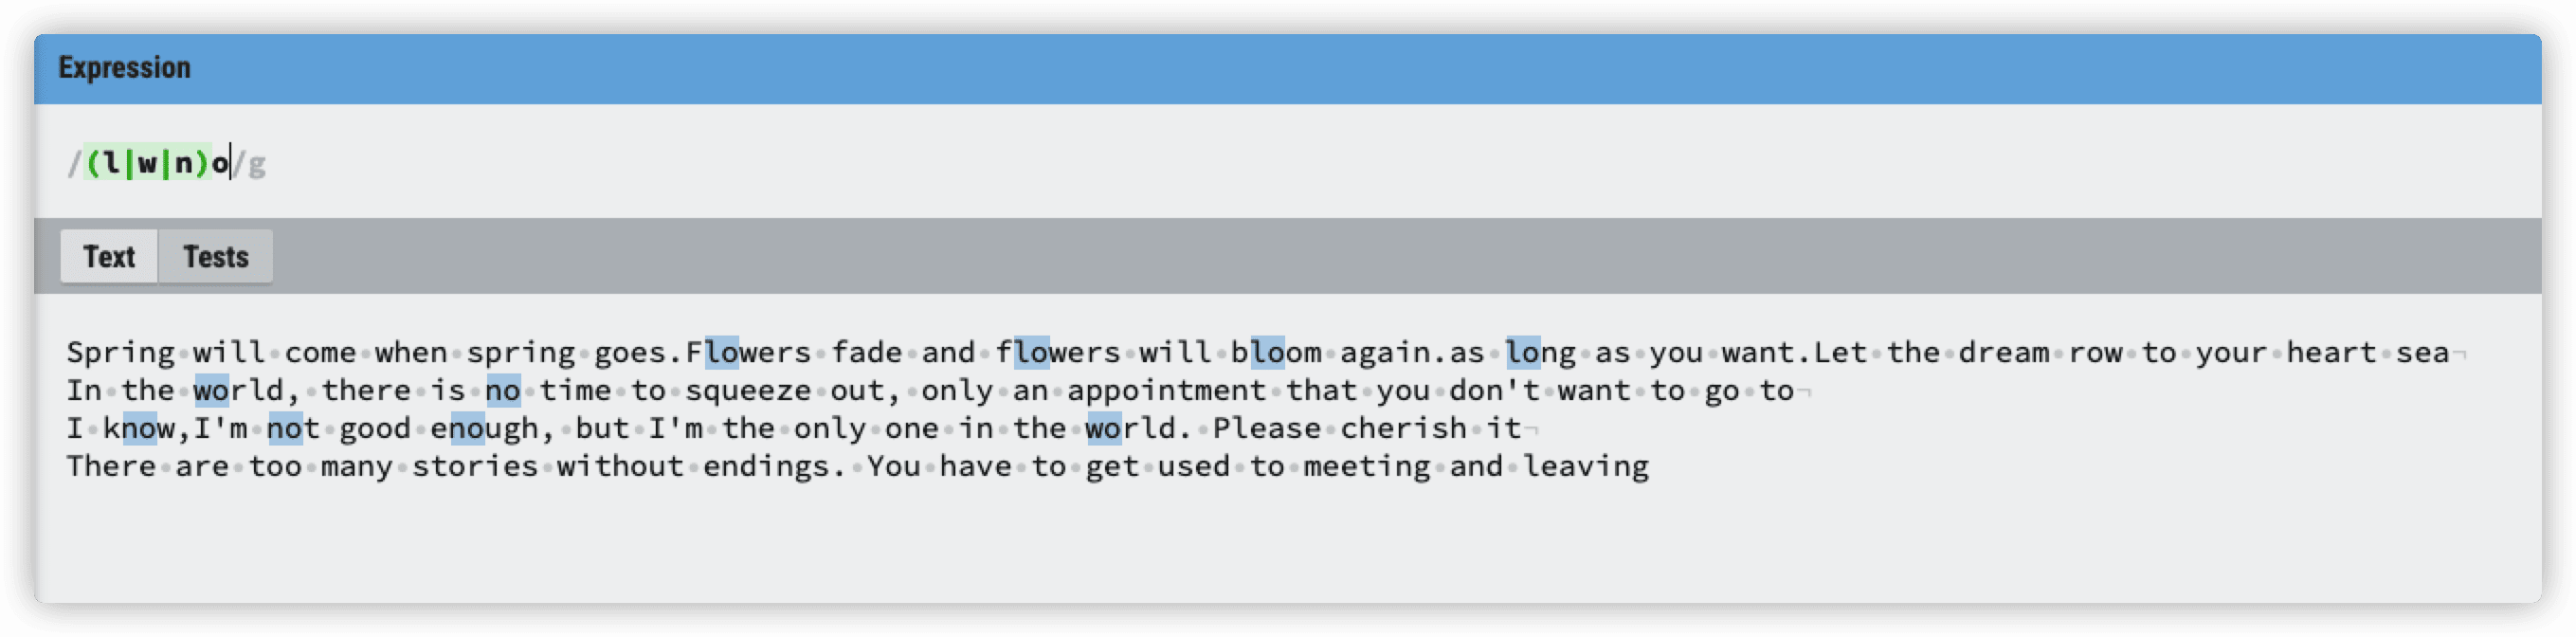 Expression
/(l|w|n)o/g
Text Tests
Spring will come when spring goes.Flowers fade and flowers will bloom again.as long as you want.Let the dream row to your heart sea
In the world, there is no time to squeeze out, only an appointment that you don't want to go to
I know,I'm not good enough, but I'm the only one in the world. Please cherish it
There are too many stories without endings. You have to get used to meeting and leaving